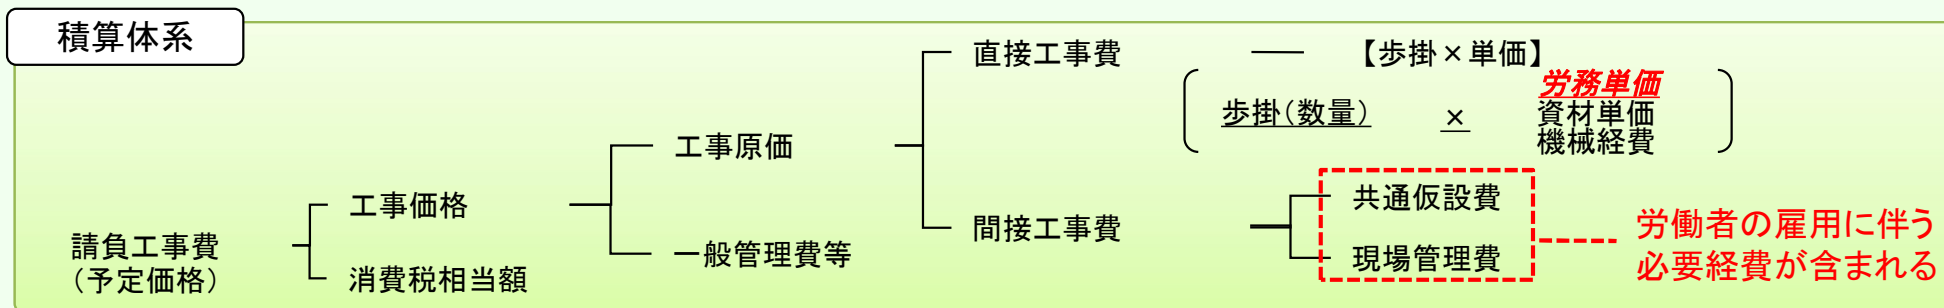 積算体系
直接工事費
【歩掛×単価】
労務単価
歩掛(数量)
×
資材単価
機械経費
工事原価
共通仮設費
工事価格
間接工事費
労働者の雇用に伴う
必要経費が含まれる
請負工事費
(予定価格)
一般管理費等
現場管理費
消費税相当額